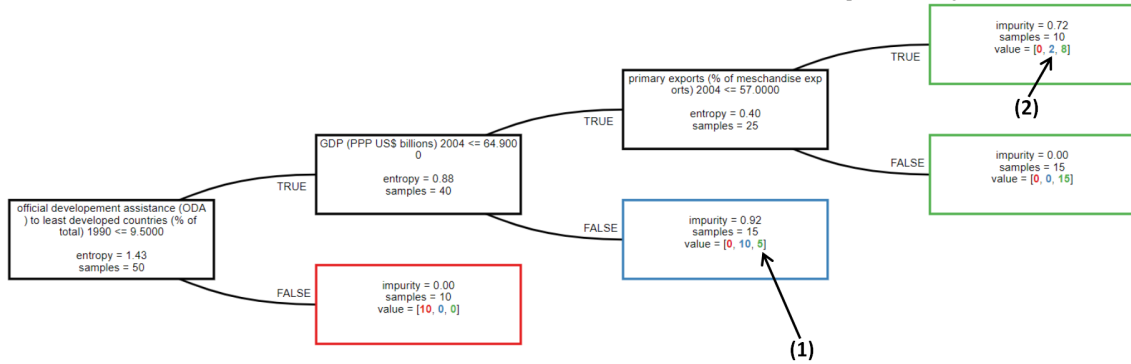 impurity = 0.72
samples = 10
value = [0, 2, 8]
TRUE
(2)
primary exports (% of meschandise exp
orts) 2004 <= 57.0000
entropy = 0.40
samples = 25
TRUE
FALSE
impurity = 0.00
samples = 15
value = [0, 0, 15]
GDP (PPP US$ billions) 2004 <= 64.900
0
entropy = 0.88
samples = 40
TRUE
FALSE
impurity = 0.92
samples = 15
value = [0, 10, 5]
(1)
official developement assistance (ODA
) to least developed countries (% of
total) 1990 <= 9.5000
entropy = 1.43
samples = 50
FALSE
impurity = 0.00
samples = 10
value = [10, 0, 0]